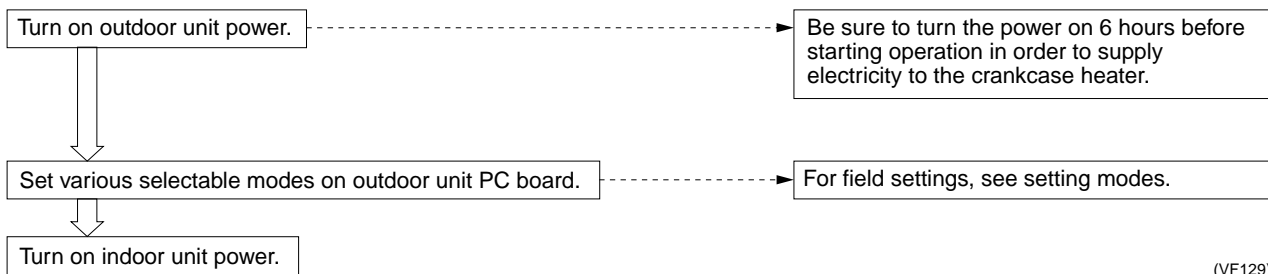 Turn on outdoor unit power.
Be sure to turn the power on 6 hours before
starting operation in order to supply
electricity to the crankcase heater.
Set various selectable modes on outdoor unit PC board.
For field settings, see setting modes.
Turn on indoor unit power.
(VF129)